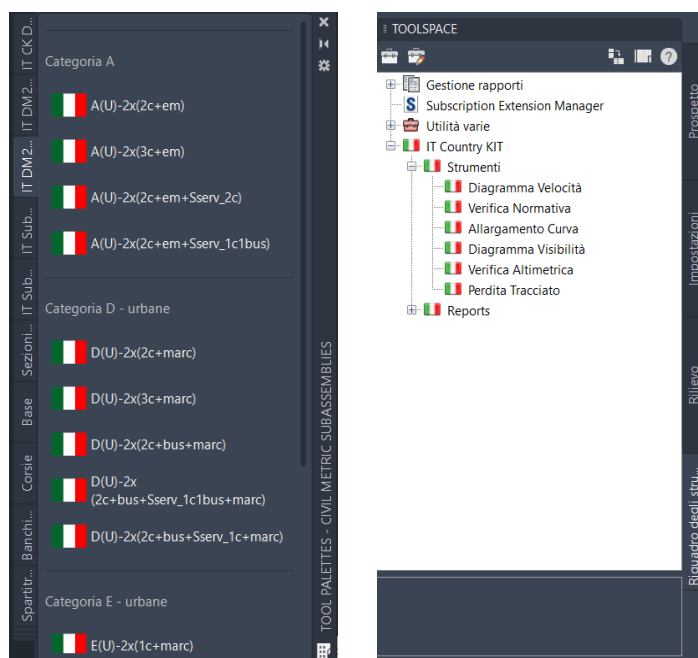 Categoria A
A(U)-2x(2c+em)
A(U)-2x(3c+em)
A(U)-2x(2c+em+Sserv_2c)
A(U)-2x(2c+em+Sserv_1c1bus)
Categoria D - urbane
D(U)-2x(2c+marc)
D(U)-2x(3c+marc)
D(U)-2x(2c+bus+marc)
D(U)-2x
(2c+bus+Sserv_1c1bus+marc)
D(U)-2x(2c+bus+Sserv_1c+marc)
Categoria E - urbane
E(U)-2x(1c+marc)
IT CK D...
IT DM2...
IT DM2...
IT Sub...
IT Sub...
Sezioni...
Base
Corsie
Banchi...
Spartitr...
TOOL PALETTES - CIVIL METRIC SUBASSEMBLIES
TOOLSPACE
Gestione rapporti
S Subscription Extension Manager
Utilità varie
IT Country KIT
Strumenti
Diagramma Velocità
Verifica Normativa
Allargamento Curva
Diagramma Visibilità
Verifica Altimetrica
Perdita Tracciato
Reports
Prospetto
Impostazioni
Rilievo
Riquadro degli stru...